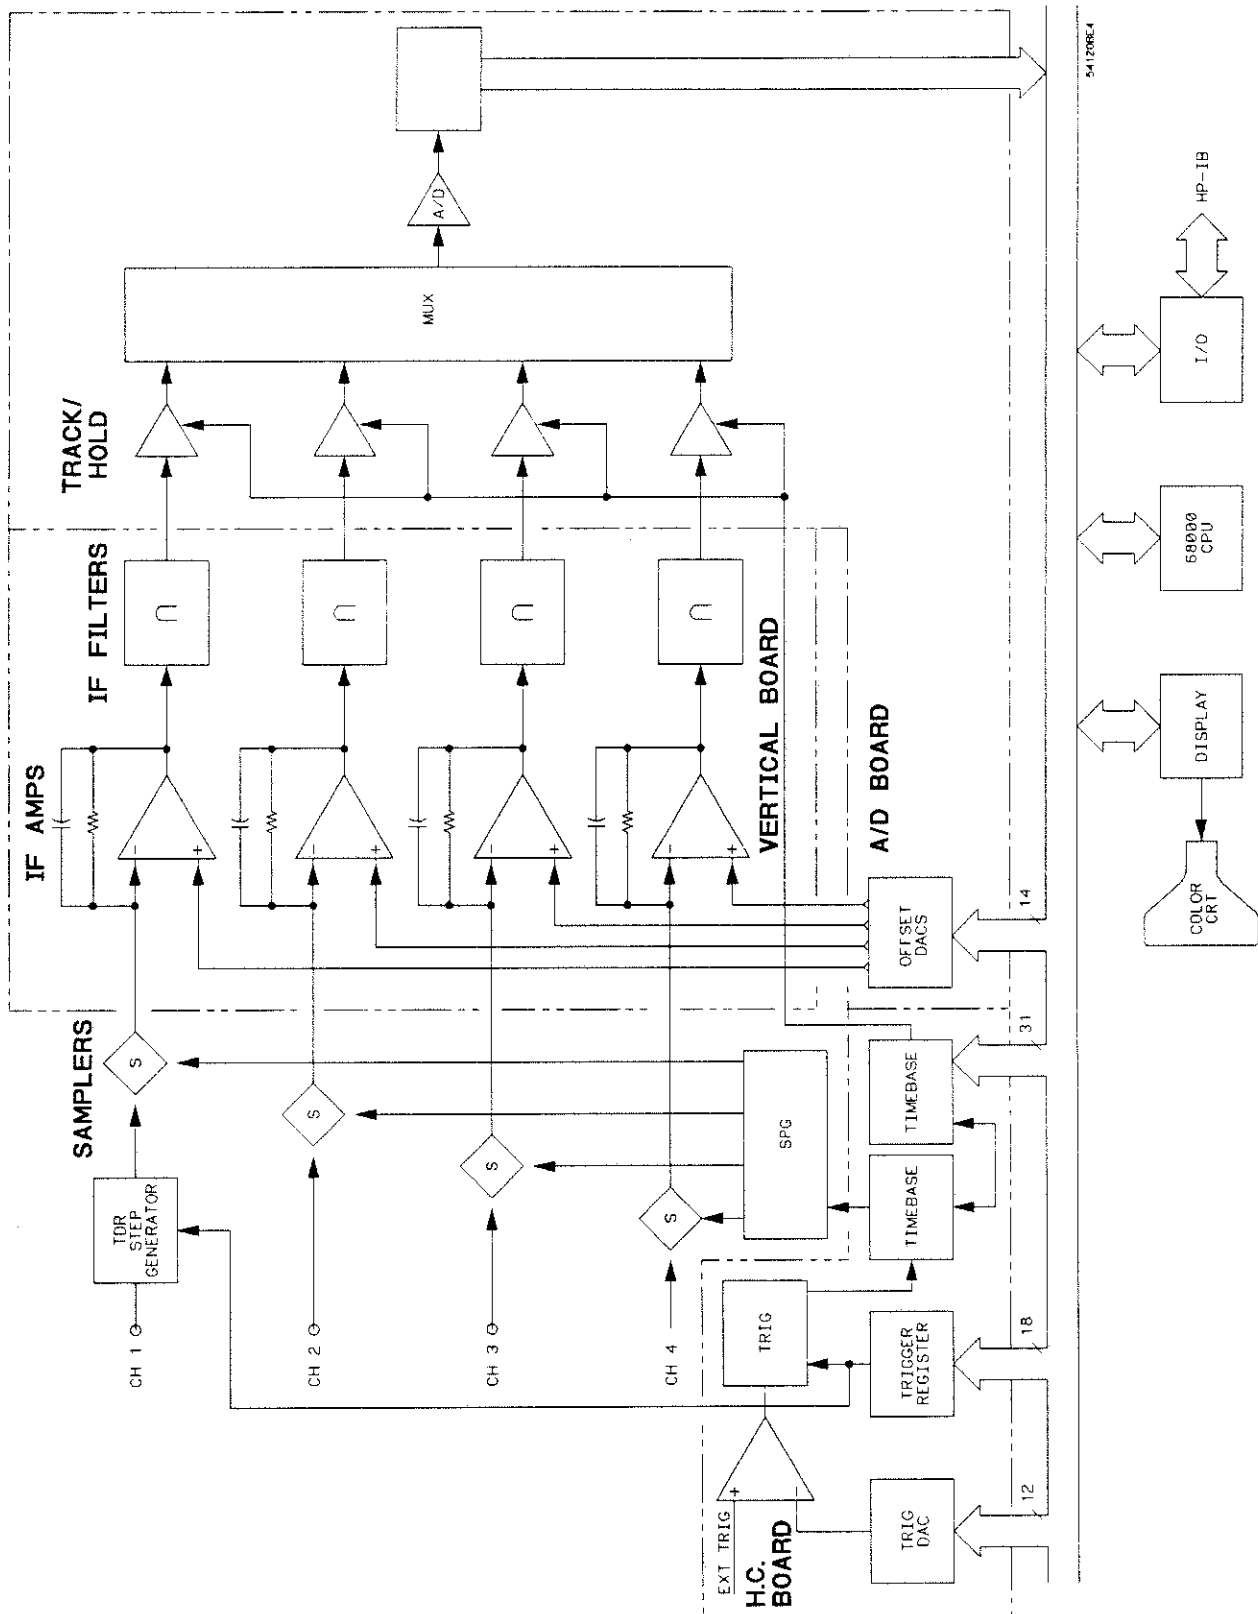 SAMPLERS
IF AMPS
IF FILTERS
TRACK/
HOLD
CH 1
TDR
STEP
GENERATOR
S
-
+
∩
CH 2
S
-
+
∩
CH 3
S
-
+
∩
CH 4
S
-
+
∩
MUX
A/D
VERTICAL BOARD
EXT TRIG
+
-
H.C.
BOARD
TRIG
SPG
A/D BOARD
TRIG
DAC
TRIGGER
REGISTER
TIMEBASE
TIMEBASE
OFFSET
DACS
12
18
31
14
54120BE4
COLOR
CRT
DISPLAY
68000
CPU
I/O
HP-IB